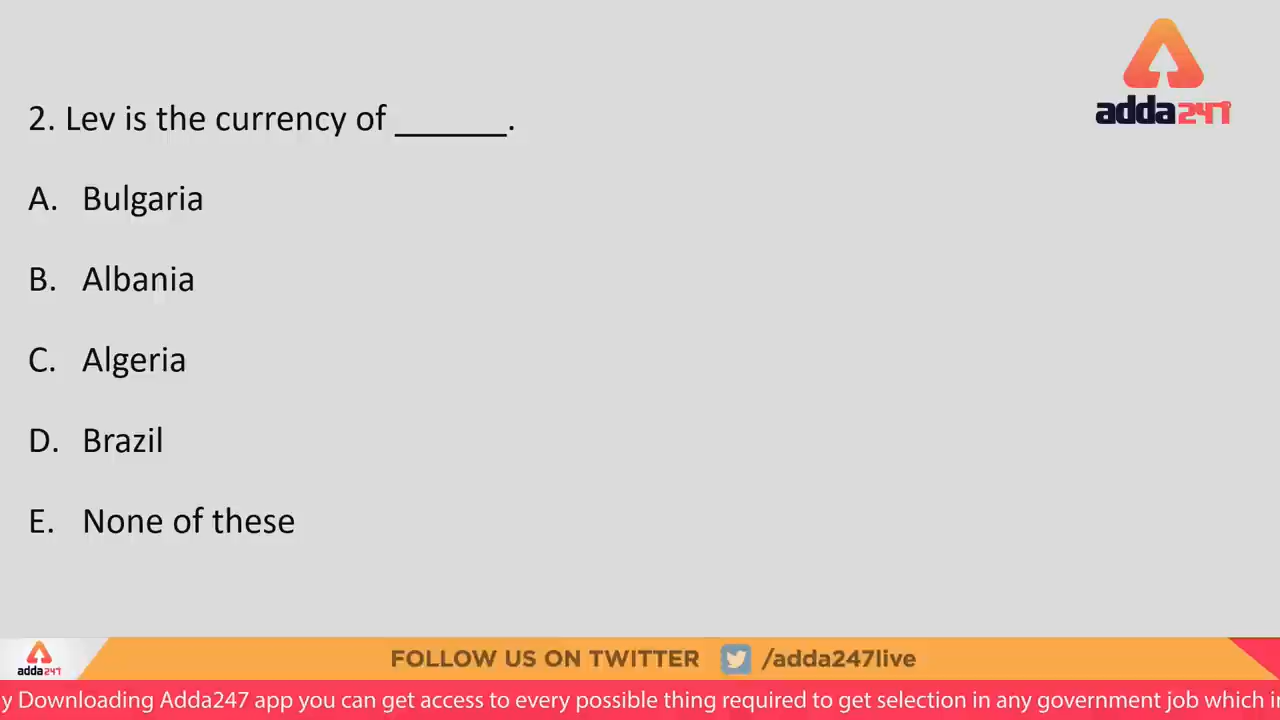 adda247
2. Lev is the currency of ______.
A. Bulgaria
B. Albania
C. Algeria
D. Brazil
E. None of these
adda247
FOLLOW US ON TWITTER /adda247live
y Downloading Adda247 app you can get access to every possible thing required to get selection in any government job which i